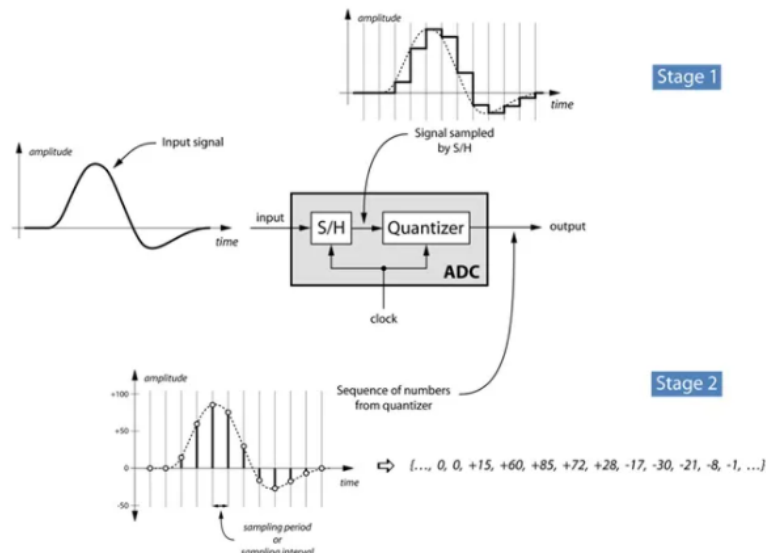 amplitude
Stage 1
time
Signal sampled
by S/H
Input signal
amplitude
time
input
S/H
Quantizer
output
ADC
clock
Stage 2
amplitude
+100
+50
0
-50
time
Sequence of numbers
from quantizer
{..., 0, 0, +15, +60, +85, +72, +28, -17, -30, -21, -8, -1, ...}
sampling period
or
sampling interval